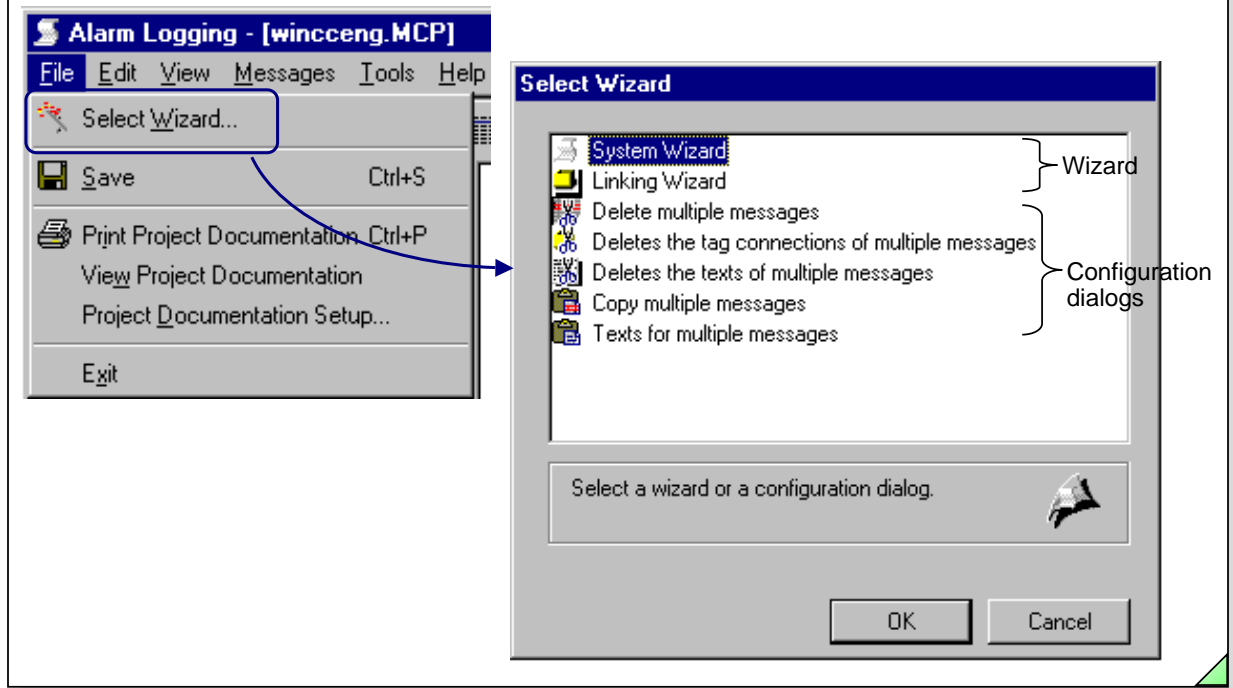 Alarm Logging - [wincceng.MCP]
File Edit View Messages Tools Help
Select Wizard...
Save Ctrl+S
Print Project Documentation Ctrl+P
View Project Documentation
Project Documentation Setup...
Exit
Select Wizard
System Wizard
Linking Wizard
Delete multiple messages
Deletes the tag connections of multiple messages
Deletes the texts of multiple messages
Copy multiple messages
Texts for multiple messages
Wizard
Configuration
dialogs
Select a wizard or a configuration dialog.
OK Cancel